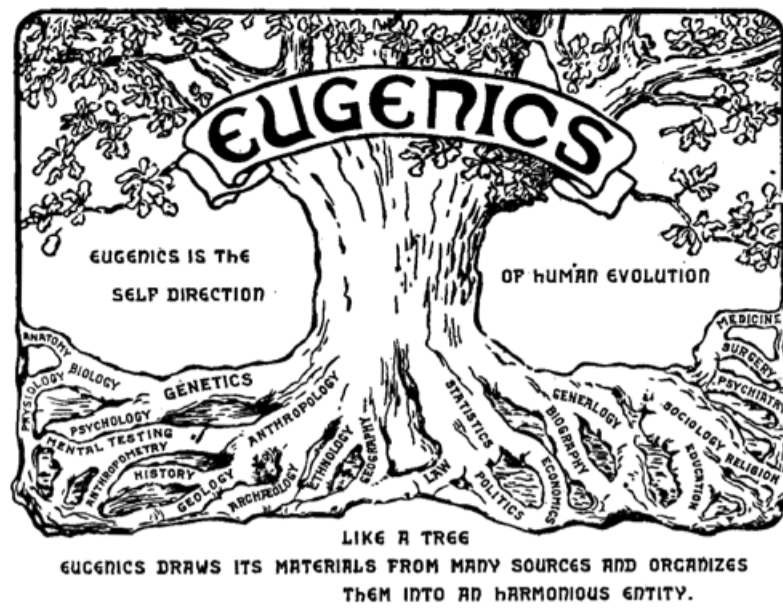 EUGENICS
EUGENICS IS THE
SELF DIRECTION
OF HUMAN EVOLUTION
ANATOMY
PHYSIOLOGY
BIOLOGY
GENETICS
PSYCHOLOGY
MENTAL TESTING
ANTHROPOMETRY
HISTORY
GEOLOGY
ANTHROPOLOGY
ARCHÆOLOGY
ETHNOLOGY
GEOGRAPHY
LAW
STATISTICS
POLITICS
ECONOMICS
BIOGRAPHY
GENEALOGY
EDUCATION
SOCIOLOGY
RELIGION
PSYCHIATRY
SURGERY
MEDICINE
LIKE A TREE
EUGENICS DRAWS ITS MATERIALS FROM MANY SOURCES AND ORGANIZES
THEM INTO AN HARMONIOUS ENTITY.